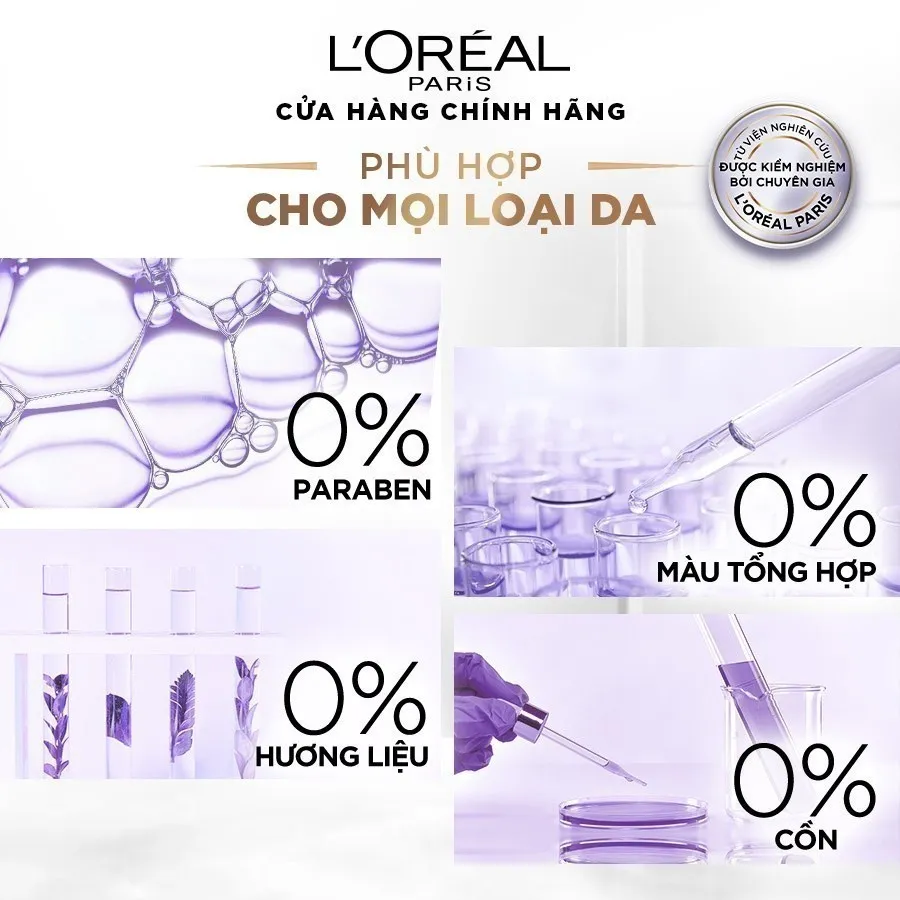 L'ORÉAL
PARiS
CỬA HÀNG CHÍNH HÃNG
PHÙ HỢP
CHO MỌI LOẠI DA
TỪ VIỆN NGHIÊN CỨU
ĐƯỢC KIỂM NGHIỆM
BỞI CHUYÊN GIA
L'ORÉAL PARIS
0%
PARABEN
0%
MÀU TỔNG HỢP
0%
HƯƠNG LIỆU
0%
CỒN